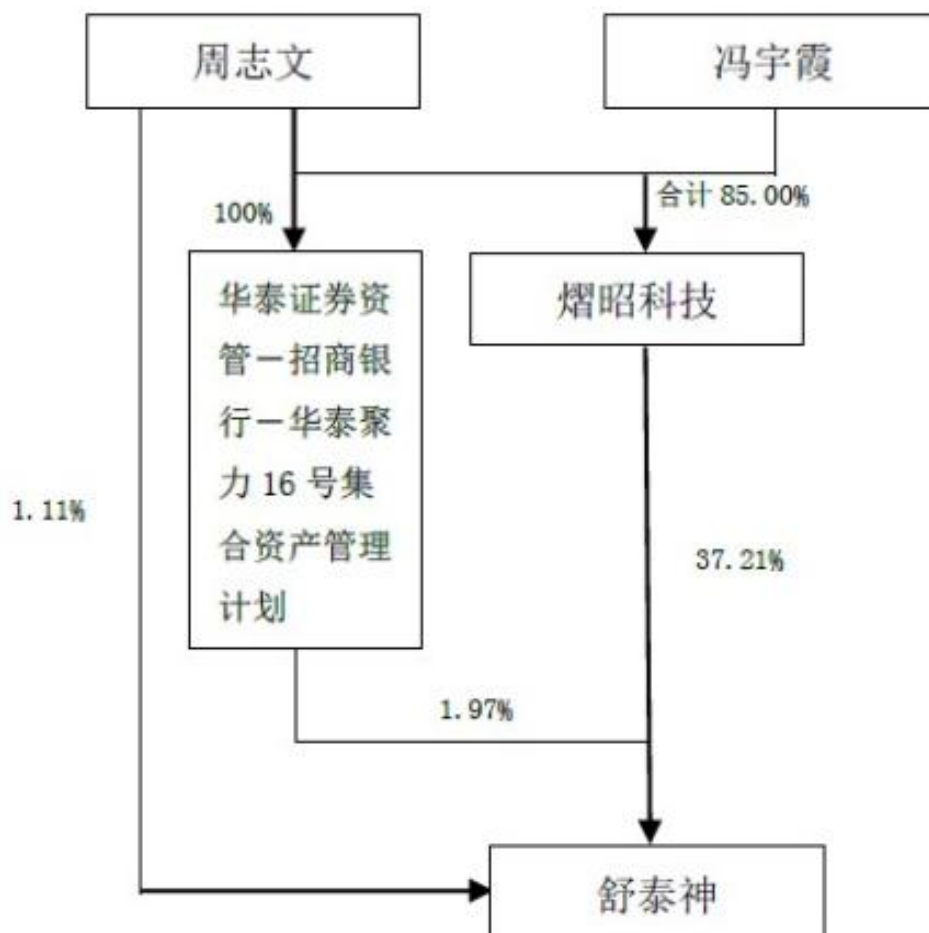 周志文
冯宇霞
合计 85.00%
100%
华泰证券资
管－招商银
行－华泰聚
力 16 号集
合资产管理
计划
熠昭科技
1.11%
37.21%
1.97%
舒泰神